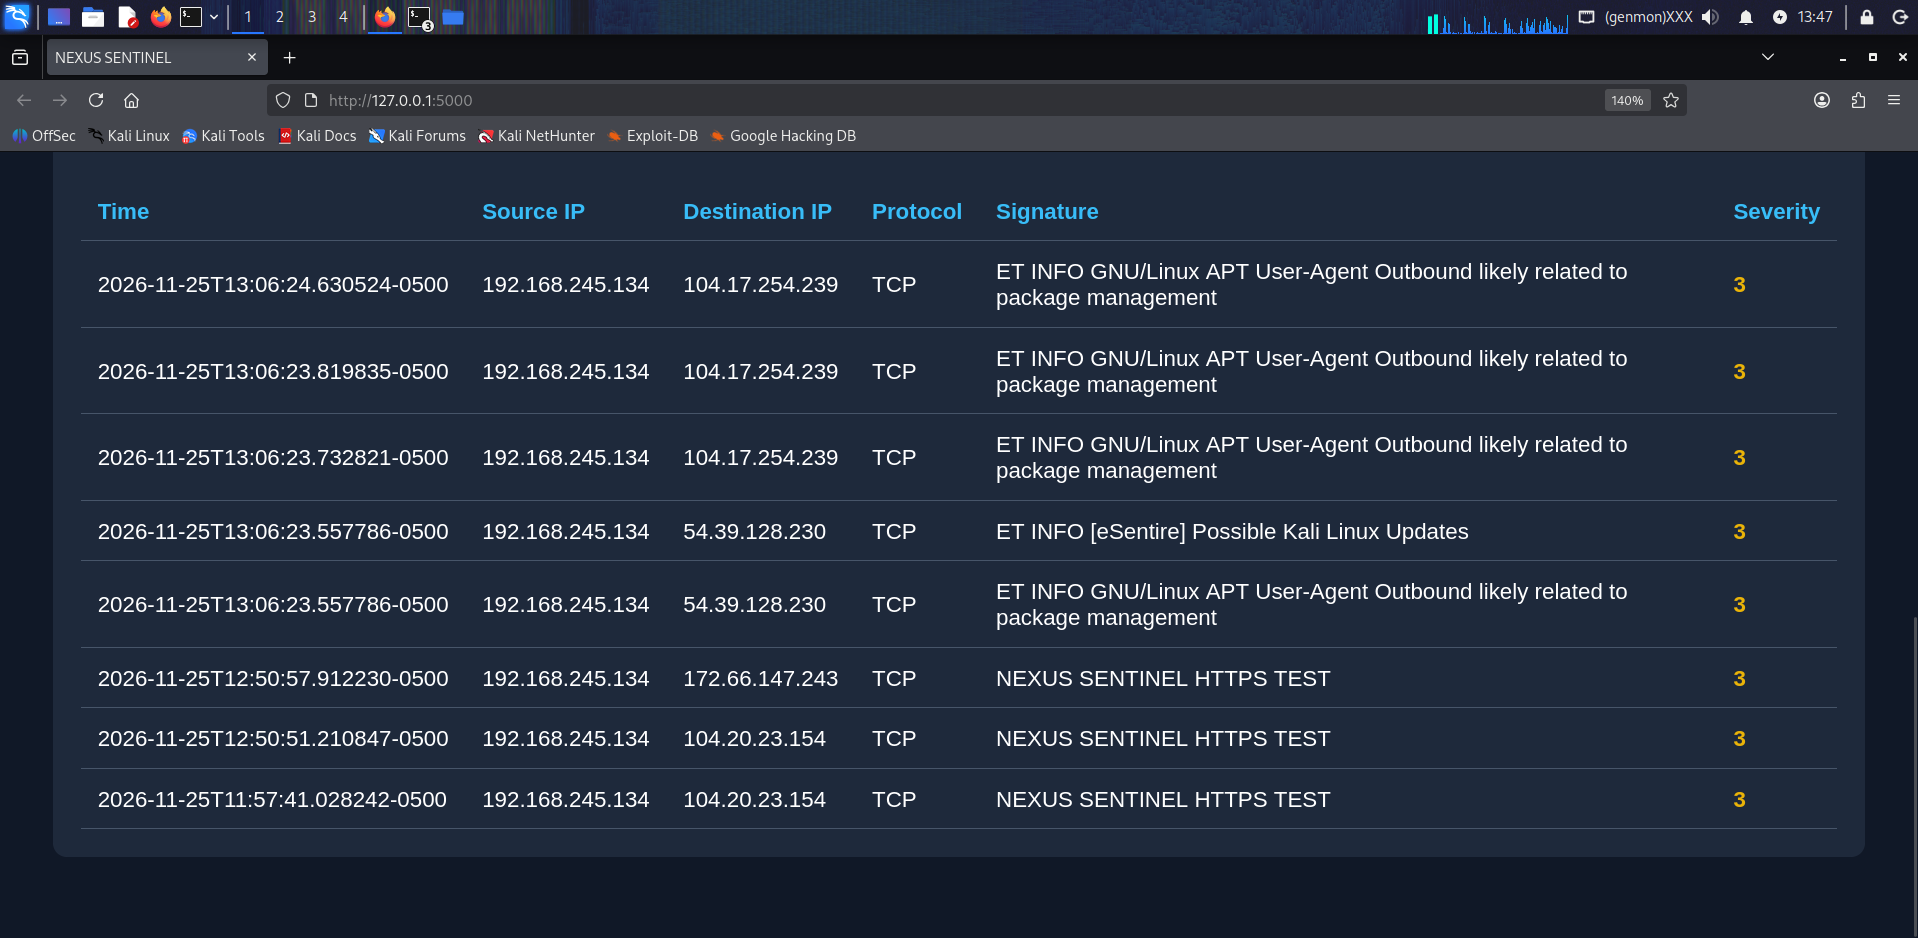 1 2 3 4 3 (genmon)XXX 13:47
NEXUS SENTINEL
http://127.0.0.1:5000 140%
OffSec Kali Linux Kali Tools Kali Docs Kali Forums Kali NetHunter Exploit-DB Google Hacking DB
Time Source IP Destination IP Protocol Signature Severity
2026-11-25T13:06:24.630524-0500 192.168.245.134 104.17.254.239 TCP ET INFO GNU/Linux APT User-Agent Outbound likely related to
package management 3
2026-11-25T13:06:23.819835-0500 192.168.245.134 104.17.254.239 TCP ET INFO GNU/Linux APT User-Agent Outbound likely related to
package management 3
2026-11-25T13:06:23.732821-0500 192.168.245.134 104.17.254.239 TCP ET INFO GNU/Linux APT User-Agent Outbound likely related to
package management 3
2026-11-25T13:06:23.557786-0500 192.168.245.134 54.39.128.230 TCP ET INFO [eSentire] Possible Kali Linux Updates 3
2026-11-25T13:06:23.557786-0500 192.168.245.134 54.39.128.230 TCP ET INFO GNU/Linux APT User-Agent Outbound likely related to
package management 3
2026-11-25T12:50:57.912230-0500 192.168.245.134 172.66.147.243 TCP NEXUS SENTINEL HTTPS TEST 3
2026-11-25T12:50:51.210847-0500 192.168.245.134 104.20.23.154 TCP NEXUS SENTINEL HTTPS TEST 3
2026-11-25T11:57:41.028242-0500 192.168.245.134 104.20.23.154 TCP NEXUS SENTINEL HTTPS TEST 3